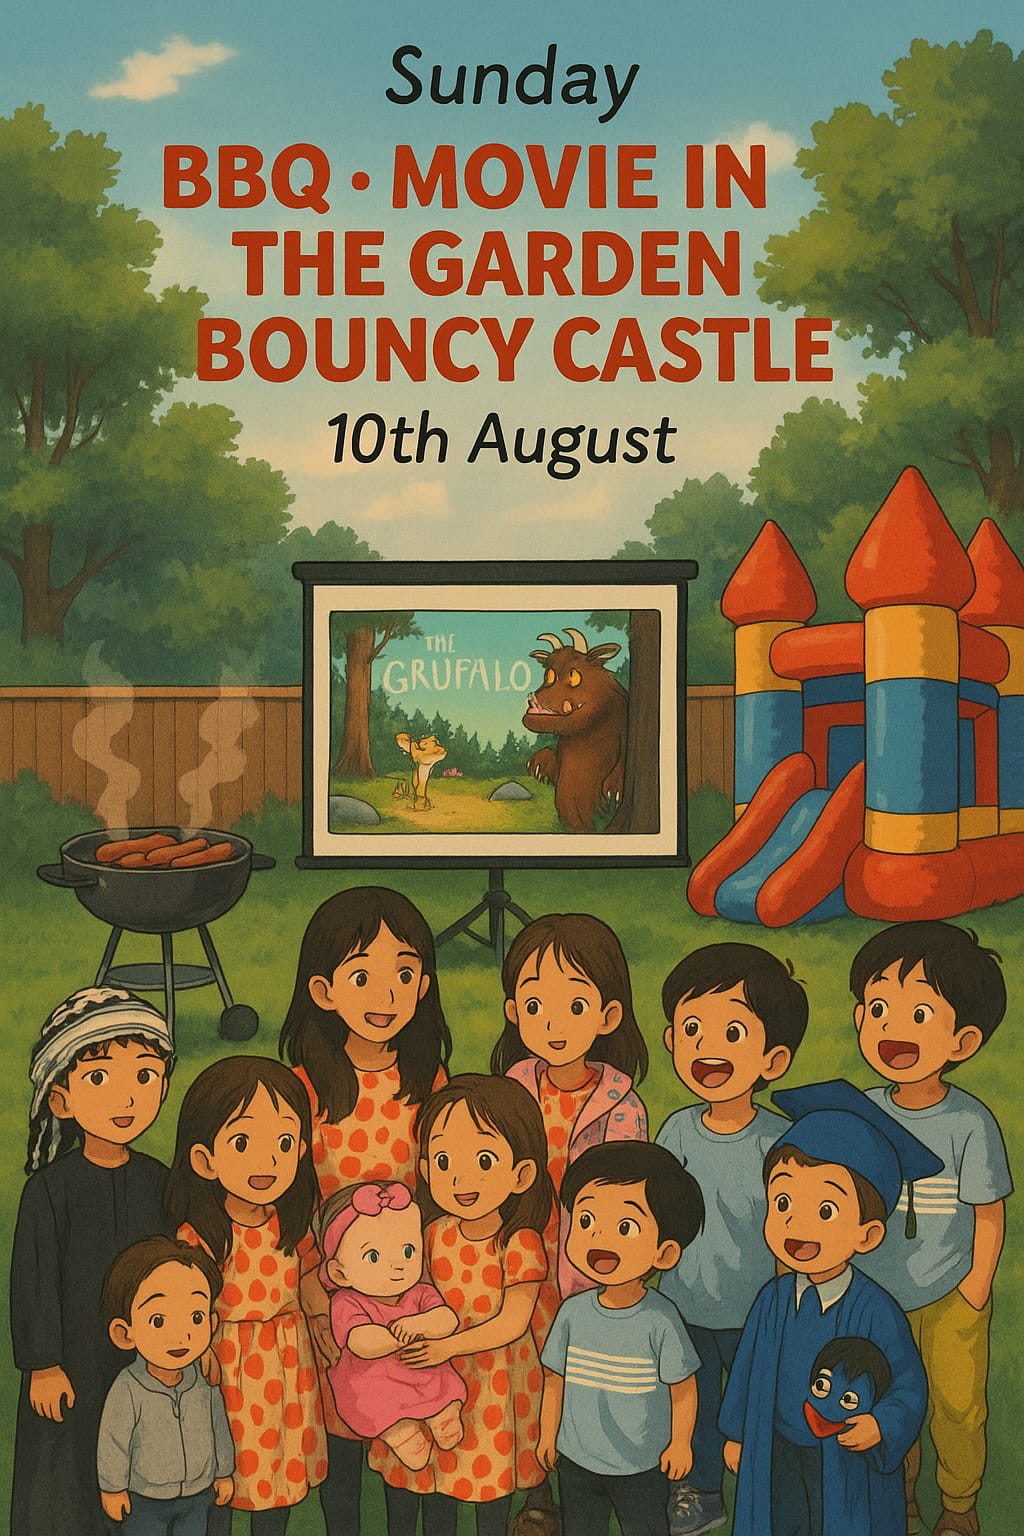 Sunday
BBQ • MOVIE IN
THE GARDEN
BOUNCY CASTLE
10th August
THE
GRUFALO